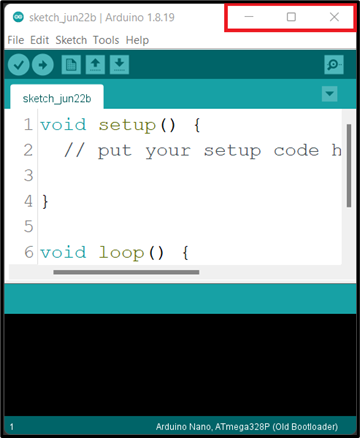 sketch_jun22b | Arduino 1.8.19
File Edit Sketch Tools Help
sketch_jun22b
1 void setup() {
2   // put your setup code h
3
4 }
5
6 void loop() {
1 Arduino Nano, ATmega328P (Old Bootloader)